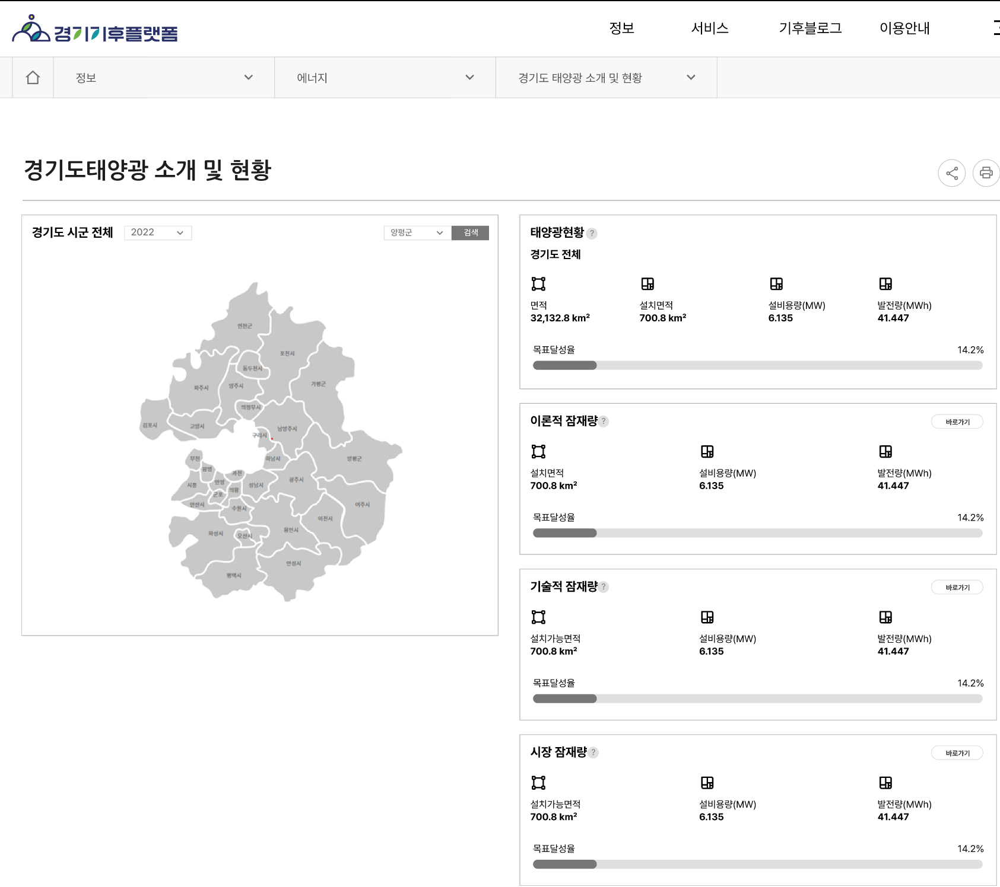 경기기후플랫폼
정보 서비스 기후블로그 이용안내
정보 에너지 경기도 태양광 소개 및 현황
경기도태양광 소개 및 현황
경기도 시군 전체 2022 양평군 검색
연천군
포천시
동두천시
가평군
양주시
파주시
의정부시
김포시
고양시
남양주시
구리시
하남시
양평군
부천
광명
과천
광주시
안양
시흥
성남시
의왕
군포
안산시
여주시
수원시
이천시
용인시
화성시
오산시
안성시
평택시
태양광현황 ?
경기도 전체
면적 설치면적 설비용량(MW) 발전량(MWh)
32,132.8 km² 700.8 km² 6.135 41.447
목표달성율 14.2%
이론적 잠재량 ? 바로가기
설치면적 설비용량(MW) 발전량(MWh)
700.8 km² 6.135 41.447
목표달성율 14.2%
기술적 잠재량 ? 바로가기
설치가능면적 설비용량(MW) 발전량(MWh)
700.8 km² 6.135 41.447
목표달성율 14.2%
시장 잠재량 ? 바로가기
설치가능면적 설비용량(MW) 발전량(MWh)
700.8 km² 6.135 41.447
목표달성율 14.2%